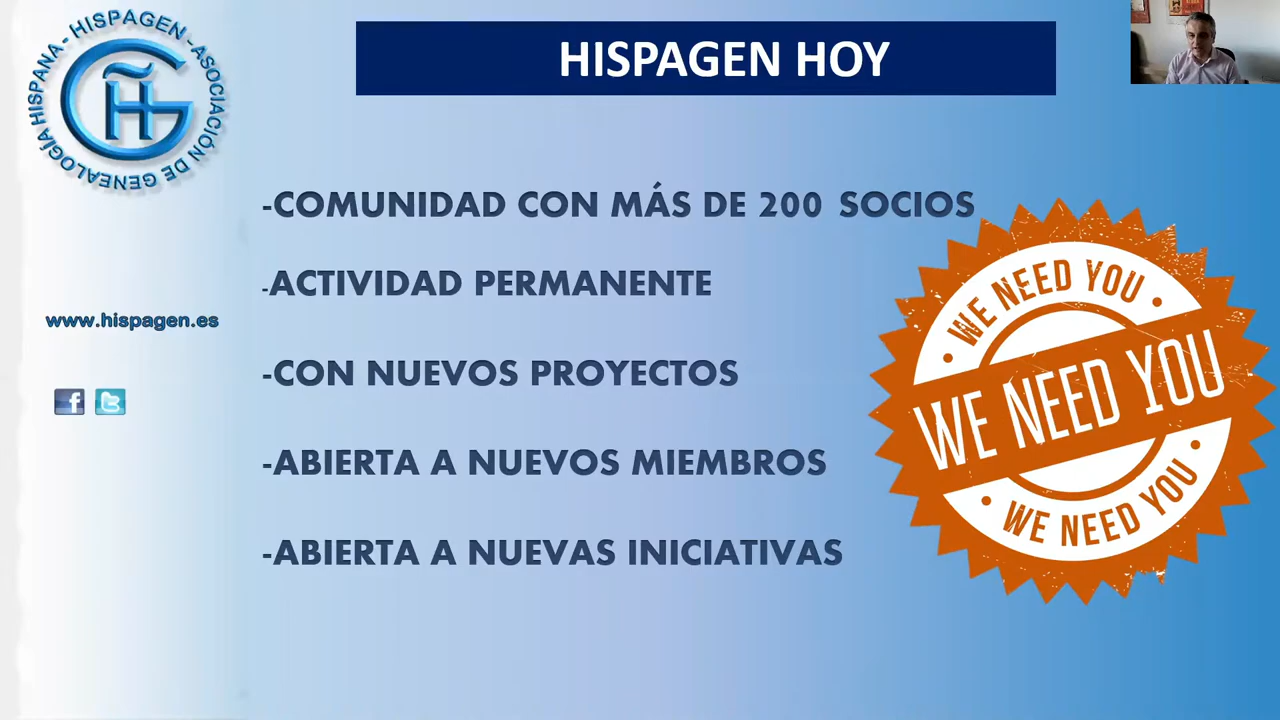 HISPAGEN - ASOCIACIÓN DE GENEALOGÍA HISPANA -
GH
HISPAGEN HOY
-COMUNIDAD CON MÁS DE 200 SOCIOS
-ACTIVIDAD PERMANENTE
www.hispagen.es
-CON NUEVOS PROYECTOS
-ABIERTA A NUEVOS MIEMBROS
-ABIERTA A NUEVAS INICIATIVAS
• WE NEED YOU •
WE NEED YOU
• WE NEED YOU •